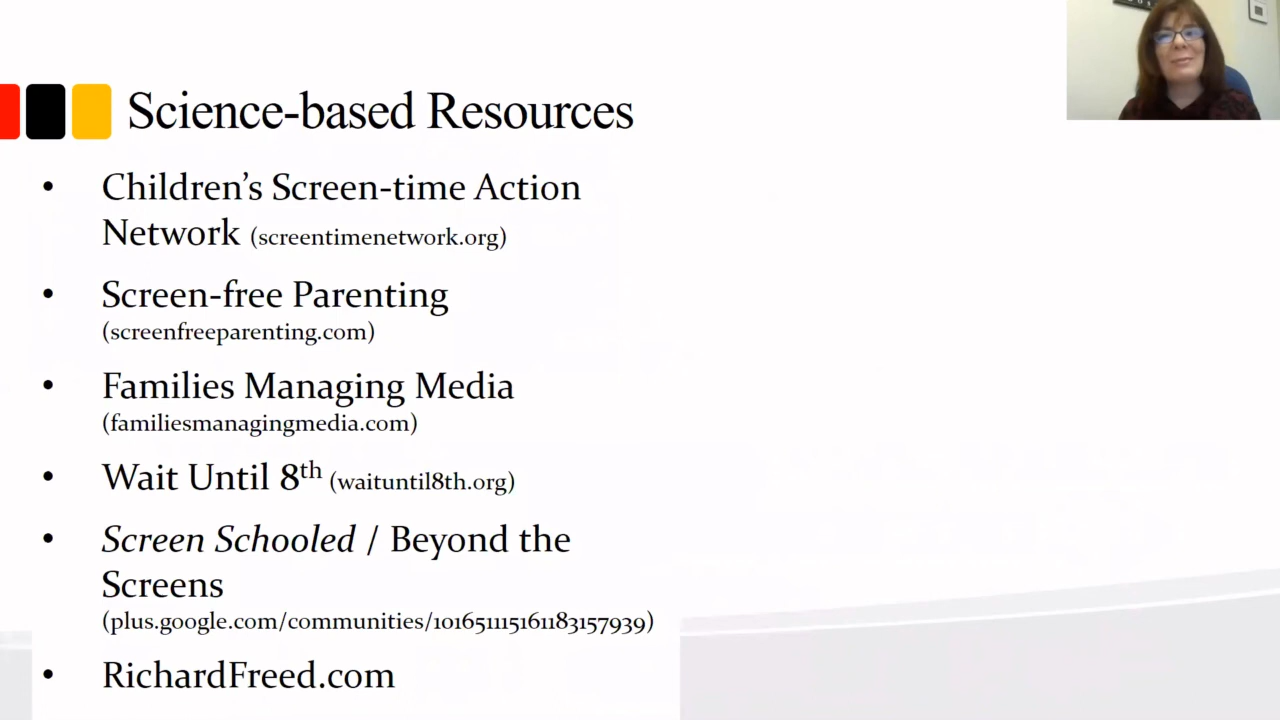 Science-based Resources
• Children’s Screen-time Action
Network (screentimenetwork.org)
• Screen-free Parenting
(screenfreeparenting.com)
• Families Managing Media
(familiesmanagingmedia.com)
• Wait Until 8th (waituntil8th.org)
• Screen Schooled / Beyond the
Screens
(plus.google.com/communities/101651115161183157939)
• RichardFreed.com